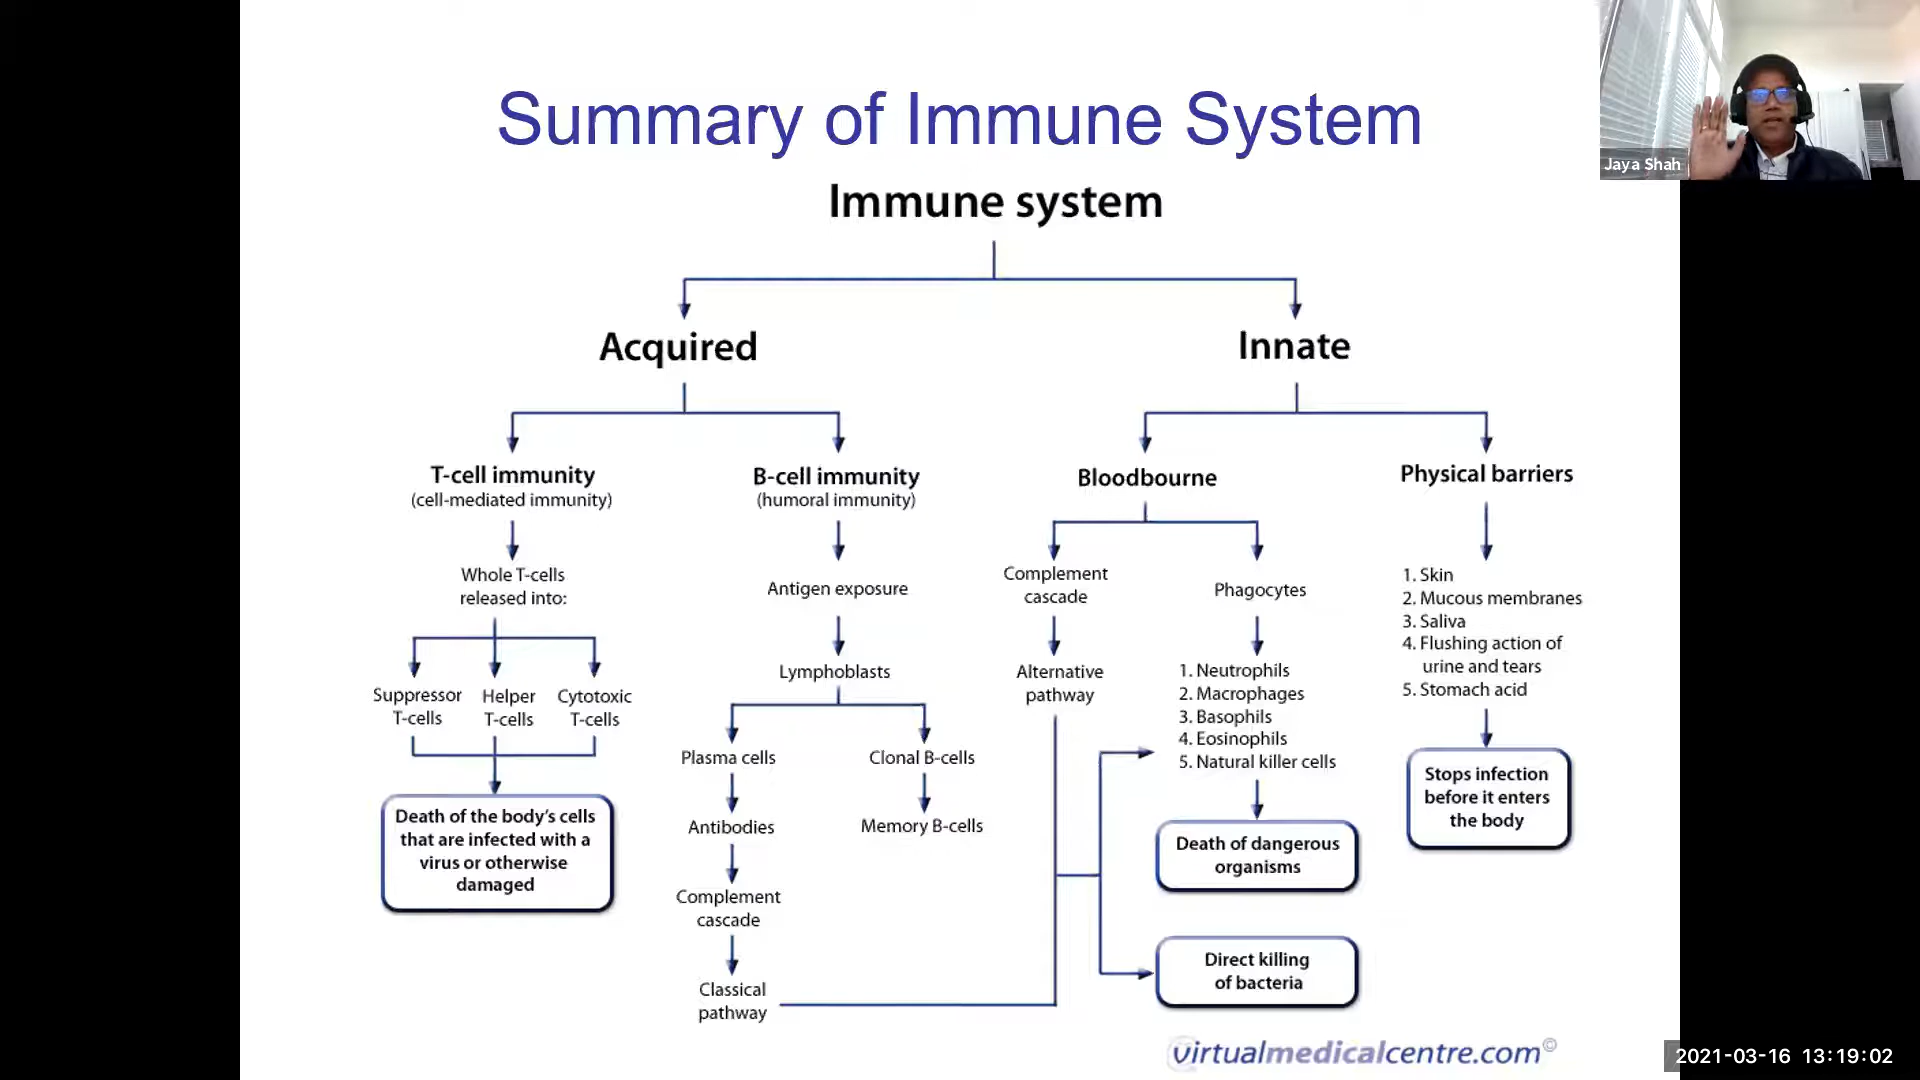 Summary of Immune System
Jaya Shah
Immune system
Acquired
Innate
T-cell immunity
(cell-mediated immunity)
B-cell immunity
(humoral immunity)
Bloodbourne
Physical barriers
Whole T-cells
released into:
Antigen exposure
Complement
cascade
Phagocytes
1. Skin
2. Mucous membranes
3. Saliva
4. Flushing action of
urine and tears
5. Stomach acid
Suppressor
T-cells
Helper
T-cells
Cytotoxic
T-cells
Lymphoblasts
Alternative
pathway
1. Neutrophils
2. Macrophages
3. Basophils
4. Eosinophils
5. Natural killer cells
Plasma cells
Clonal B-cells
Stops infection
before it enters
the body
Death of the body's cells
that are infected with a
virus or otherwise
damaged
Antibodies
Memory B-cells
Death of dangerous
organisms
Complement
cascade
Direct killing
of bacteria
Classical
pathway
virtualmedicalcentre.com©
2021-03-16 13:19:02